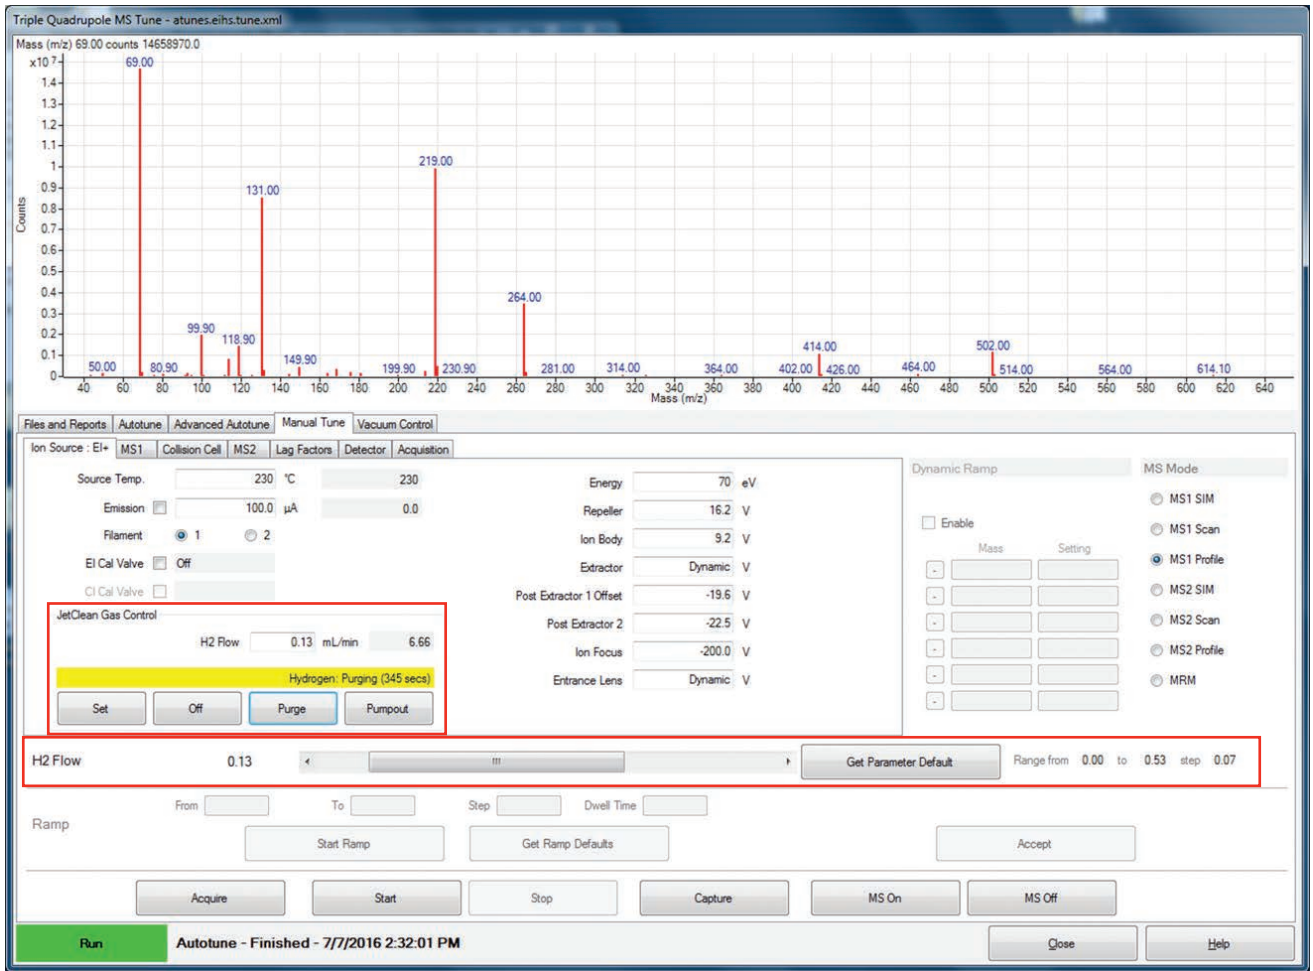 Triple Quadrupole MS Tune - atunes.eihs.tune.xml
Mass (m/z) 69.00 counts 14658970.0
x10 7
1.4
1.3
1.2
1.1
1
0.9
0.8
0.7
0.6
0.5
0.4
0.3
0.2
0.1
0
Counts
69.00
219.00
131.00
264.00
99.90
118.90
414.00
502.00
50.00 80.90 149.90 199.90 230.90 281.00 314.00 364.00 402.00 426.00 464.00 514.00 564.00 614.10
40 60 80 100 120 140 160 180 200 220 240 260 280 300 320 340 360 380 400 420 440 460 480 500 520 540 560 580 600 620 640
Mass (m/z)
Files and Reports Autotune Advanced Autotune Manual Tune Vacuum Control
Ion Source : EI+ MS1 Collision Cell MS2 Lag Factors Detector Acquisition
Source Temp. 230 °C 230
Emission 100.0 µA 0.0
Filament 1 2
EI Cal Valve Off
CI Cal Valve
JetClean Gas Control
H2 Flow 0.13 mL/min 6.66
Hydrogen: Purging (345 secs)
Set Off Purge Pumpout
Energy 70 eV
Repeller 16.2 V
Ion Body 9.2 V
Extractor Dynamic V
Post Extractor 1 Offset -19.6 V
Post Extractor 2 -22.5 V
Ion Focus -200.0 V
Entrance Lens Dynamic V
Dynamic Ramp
Enable
Mass Setting
-
-
-
-
-
-
MS Mode
MS1 SIM
MS1 Scan
MS1 Profile
MS2 SIM
MS2 Scan
MS2 Profile
MRM
H2 Flow 0.13 Get Parameter Default Range from 0.00 to 0.53 step 0.07
From To Step Dwell Time
Ramp
Start Ramp Get Ramp Defaults Accept
Acquire Start Stop Capture MS On MS Off
Run Autotune - Finished - 7/7/2016 2:32:01 PM Close Help